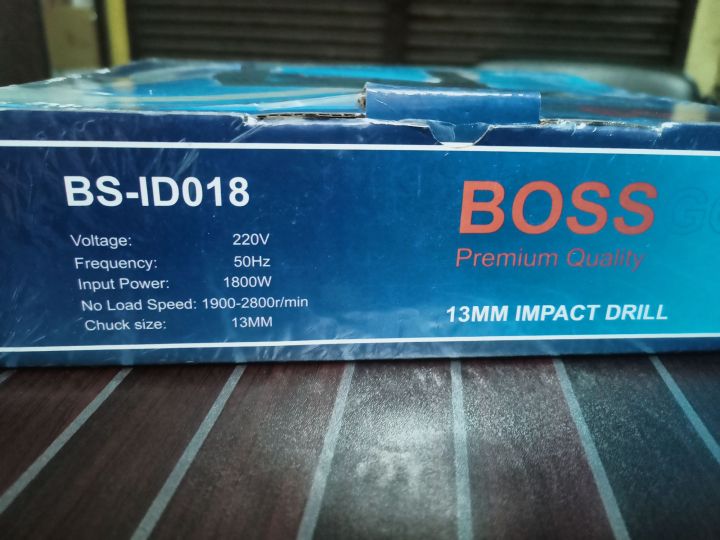 BS-ID018
Voltage: 220V
Frequency: 50Hz
Input Power: 1800W
No Load Speed: 1900-2800r/min
Chuck size: 13MM
BOSS
Premium Quality
13MM IMPACT DRILL